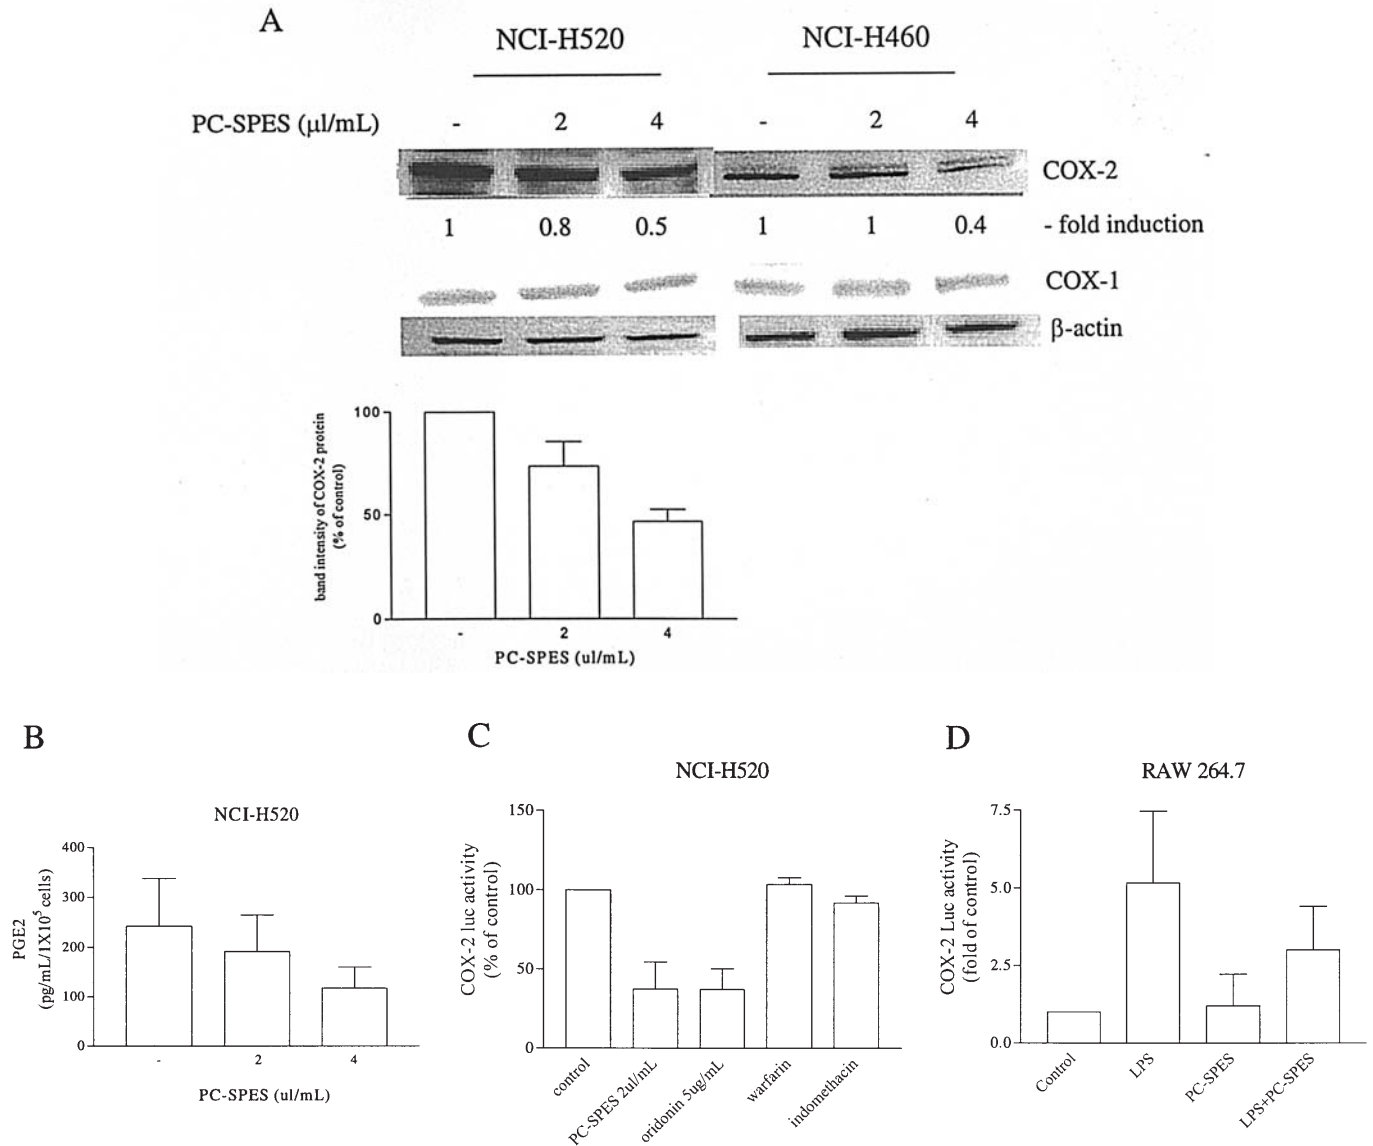 A
NCI-H520 NCI-H460
PC-SPES (µl/mL) - 2 4 - 2 4
COX-2
1 0.8 0.5 1 1 0.4 - fold induction
COX-1
β-actin
band intensity of COX-2 protein
(% of control)
100
50
0
- 2 4
PC-SPES (ul/mL)
B
NCI-H520
PGE2
(pg/mL/1X10⁵ cells)
400
300
200
100
0
- 2 4
PC-SPES (ul/mL)
C
NCI-H520
COX-2 luc activity
(% of control)
150
100
50
0
control
PC-SPES 2ul/mL
oridonin 5ug/mL
warfarin
indomethacin
D
RAW 264.7
COX-2 Luc activity
(fold of control)
7.5
5.0
2.5
0.0
Control
LPS
PC-SPES
LPS+PC-SPES